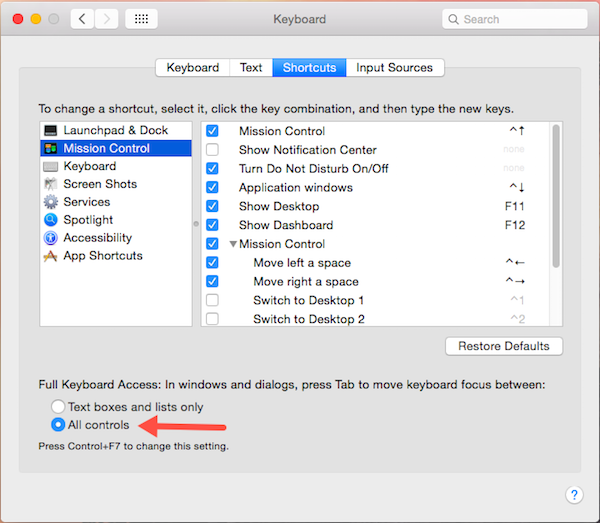 Keyboard
Search
Keyboard Text Shortcuts Input Sources
To change a shortcut, select it, click the key combination, and then type the new keys.
Launchpad & Dock
Mission Control
Keyboard
Screen Shots
Services
Spotlight
Accessibility
App Shortcuts
Mission Control ^↑
Show Notification Center none
Turn Do Not Disturb On/Off none
Application windows ^↓
Show Desktop F11
Show Dashboard F12
Mission Control
Move left a space ^←
Move right a space ^→
Switch to Desktop 1 ^1
Switch to Desktop 2 ^2
Restore Defaults
Full Keyboard Access: In windows and dialogs, press Tab to move keyboard focus between:
Text boxes and lists only
All controls
Press Control+F7 to change this setting.
?